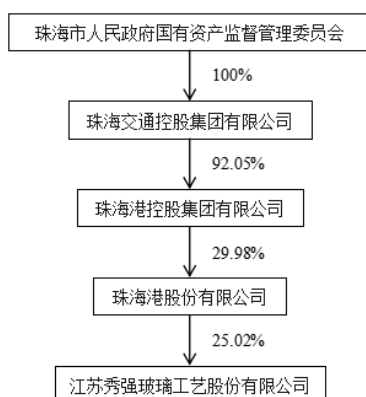 珠海市人民政府国有资产监督管理委员会
100%
珠海交通控股集团有限公司
92.05%
珠海港控股集团有限公司
29.98%
珠海港股份有限公司
25.02%
江苏秀强玻璃工艺股份有限公司